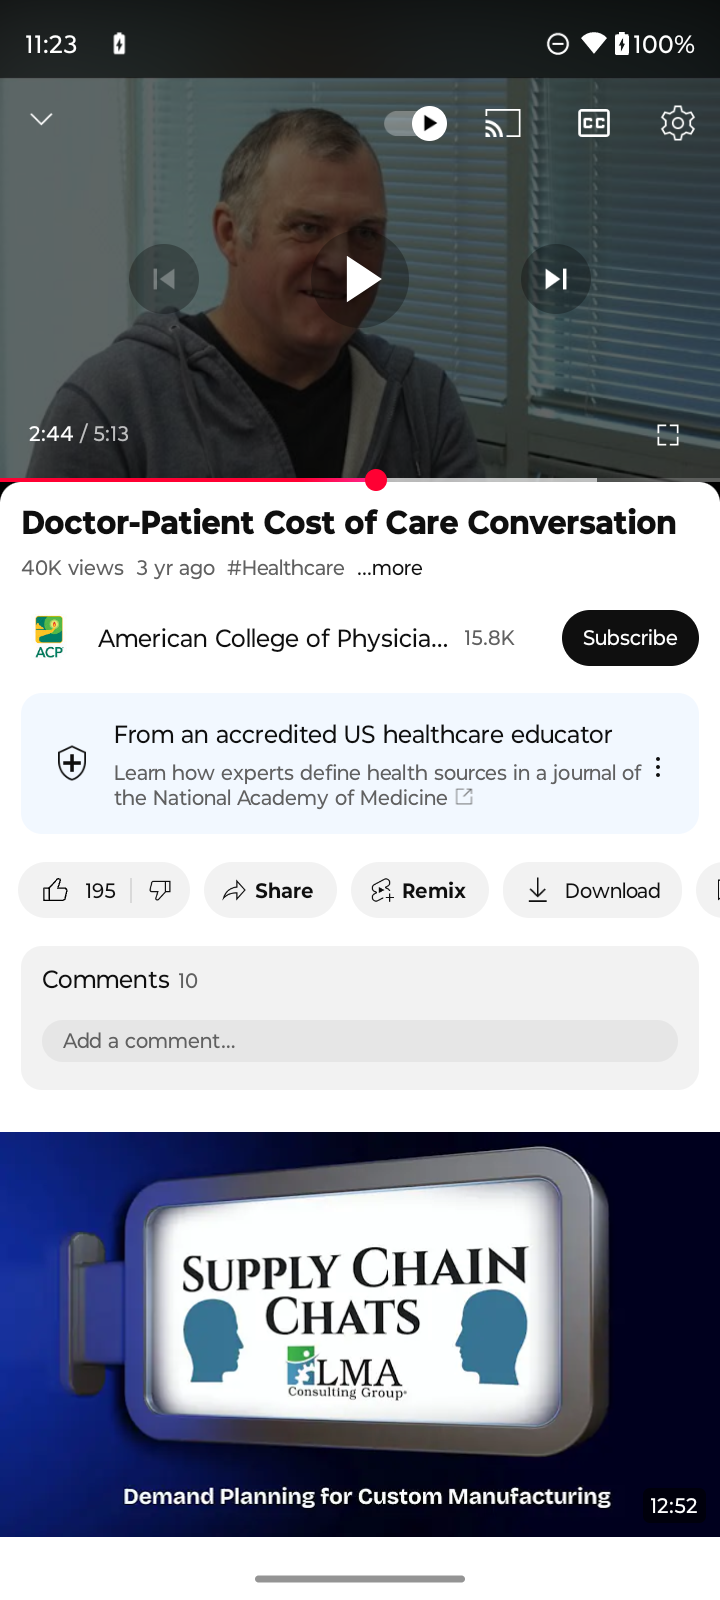 11:23
100%
CC
2:44 / 5:13
Doctor-Patient Cost of Care Conversation
40K views 3 yr ago #Healthcare ...more
ACP
American College of Physicia... 15.8K
Subscribe
From an accredited US healthcare educator
Learn how experts define health sources in a journal of
the National Academy of Medicine
195
Share
Remix
Download
Comments 10
Add a comment...
SUPPLY CHAIN
CHATS
LMA
Consulting Group
Demand Planning for Custom Manufacturing
12:52